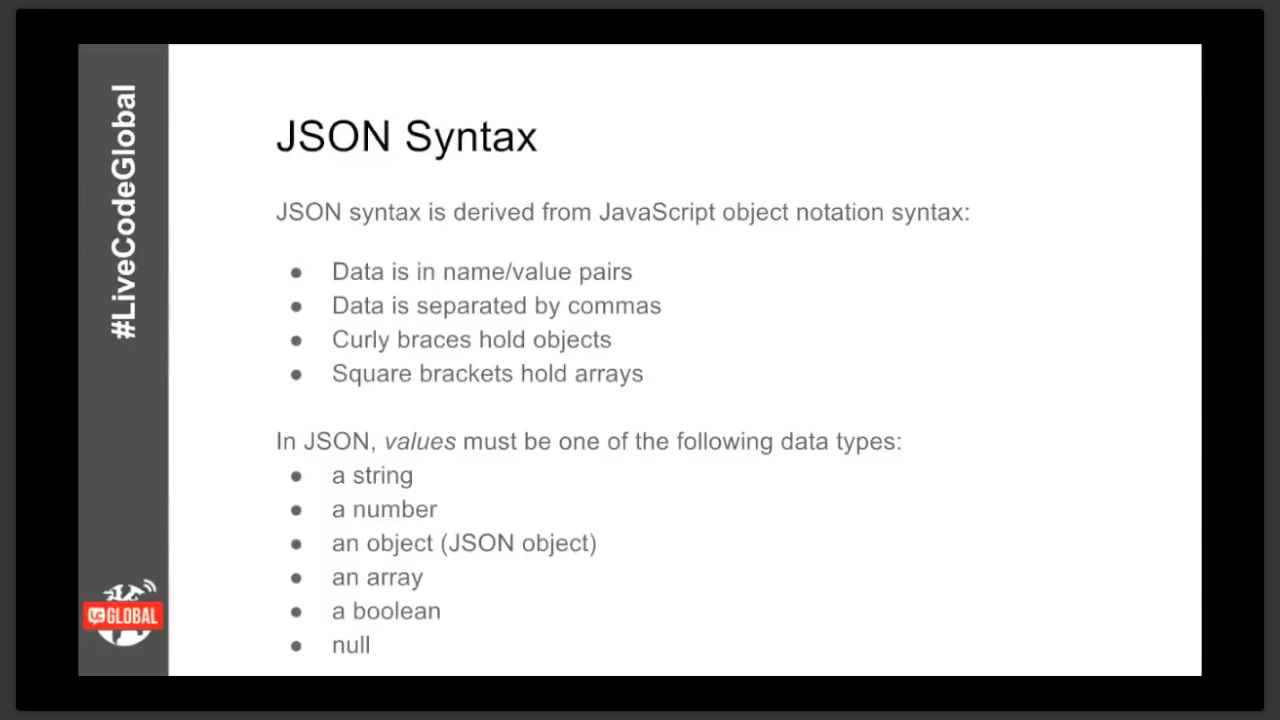 #LiveCodeGlobal
JSON Syntax
JSON syntax is derived from JavaScript object notation syntax:
● Data is in name/value pairs
● Data is separated by commas
● Curly braces hold objects
● Square brackets hold arrays
In JSON, values must be one of the following data types:
● a string
● a number
● an object (JSON object)
● an array
● a boolean
● null
GLOBAL